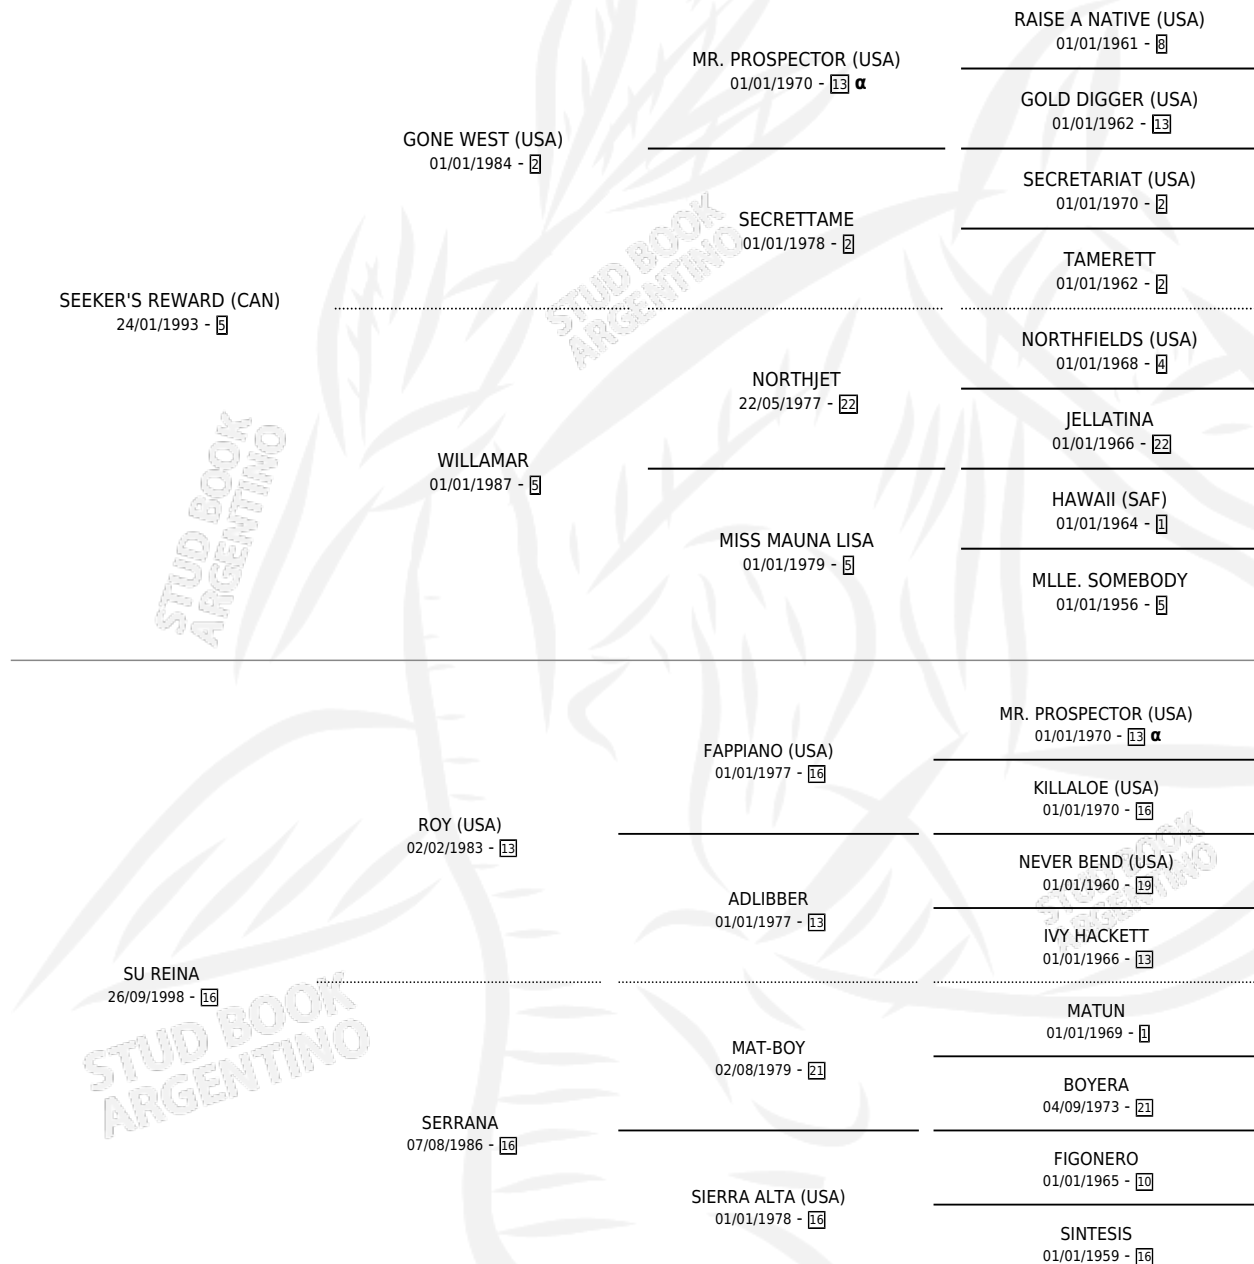 RAISE A NATIVE (USA)
01/01/1961 - 8
MR. PROSPECTOR (USA)
01/01/1970 - 13 α
GOLD DIGGER (USA)
01/01/1962 - 13
GONE WEST (USA)
01/01/1984 - 2
SECRETARIAT (USA)
01/01/1970 - 2
SECRETTAME
01/01/1978 - 2
TAMERETT
01/01/1962 - 2
SEEKER'S REWARD (CAN)
24/01/1993 - 5
NORTHFIELDS (USA)
01/01/1968 - 4
NORTHJET
22/05/1977 - 22
JELLATINA
01/01/1966 - 22
WILLAMAR
01/01/1987 - 5
HAWAII (SAF)
01/01/1964 - 1
MISS MAUNA LISA
01/01/1979 - 5
MLLE. SOMEBODY
01/01/1956 - 5
MR. PROSPECTOR (USA)
01/01/1970 - 13 α
FAPPIANO (USA)
01/01/1977 - 16
KILLALOE (USA)
01/01/1970 - 16
ROY (USA)
02/02/1983 - 13
NEVER BEND (USA)
01/01/1960 - 19
ADLIBBER
01/01/1977 - 13
IVY HACKETT
01/01/1966 - 13
SU REINA
26/09/1998 - 16
MATUN
01/01/1969 - 1
MAT-BOY
02/08/1979 - 21
BOYERA
04/09/1973 - 21
SERRANA
07/08/1986 - 16
FIGONERO
01/01/1965 - 10
SIERRA ALTA (USA)
01/01/1978 - 16
SINTESIS
01/01/1959 - 16
STUD BOOK
ARGENTINO
STUD BOOK
ARGENTINO
STUD BOOK
ARGENTINO
STUD BOOK
ARGENTINO